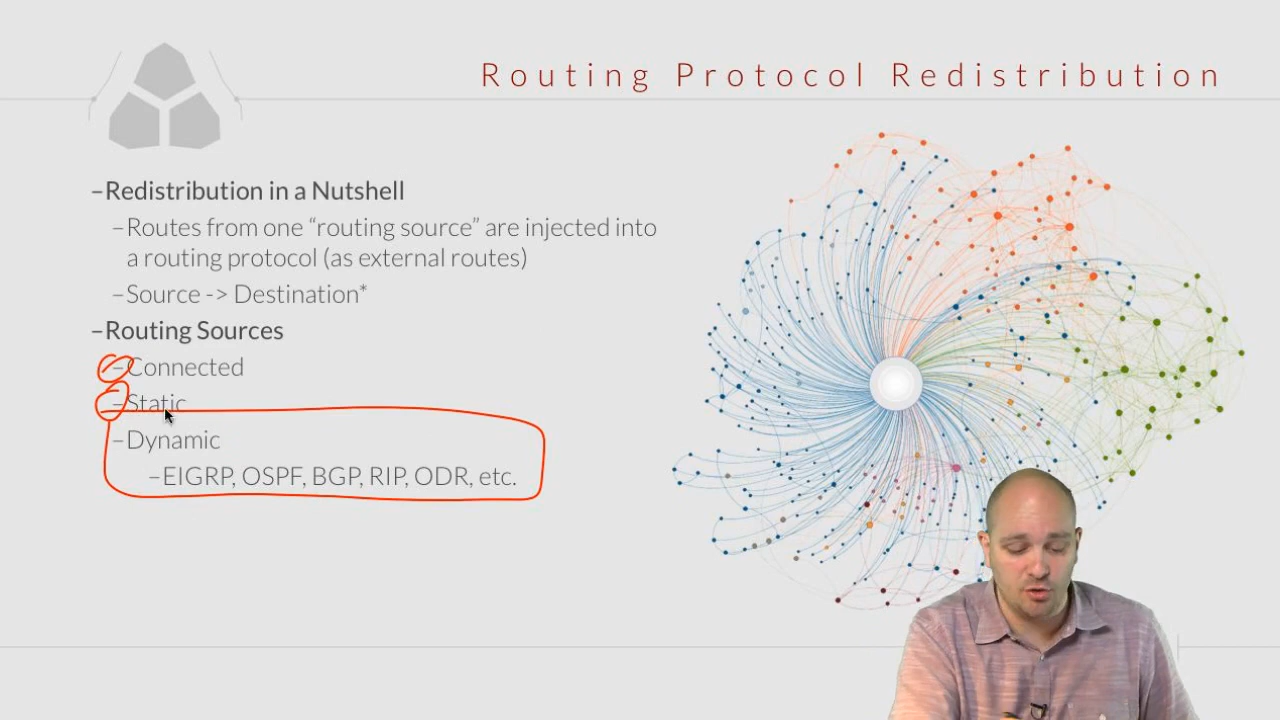 Routing Protocol Redistribution
–Redistribution in a Nutshell
–Routes from one “routing source” are injected into
a routing protocol (as external routes)
–Source -> Destination*
–Routing Sources
–Connected
–Static
–Dynamic
–EIGRP, OSPF, BGP, RIP, ODR, etc.